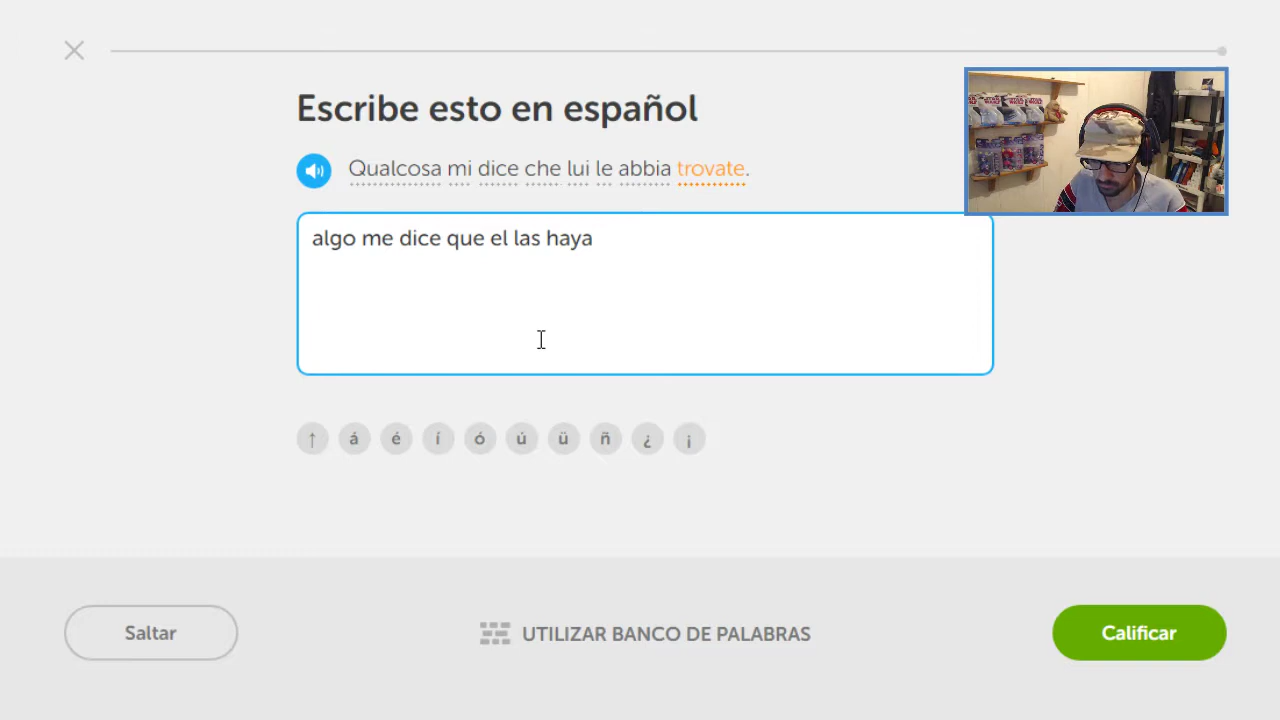 Escribe esto en español
Qualcosa mi dice che lui le abbia trovate.
algo me dice que el las haya
↑ á é í ó ú ü ñ ¿ ¡
Saltar
UTILIZAR BANCO DE PALABRAS
Calificar